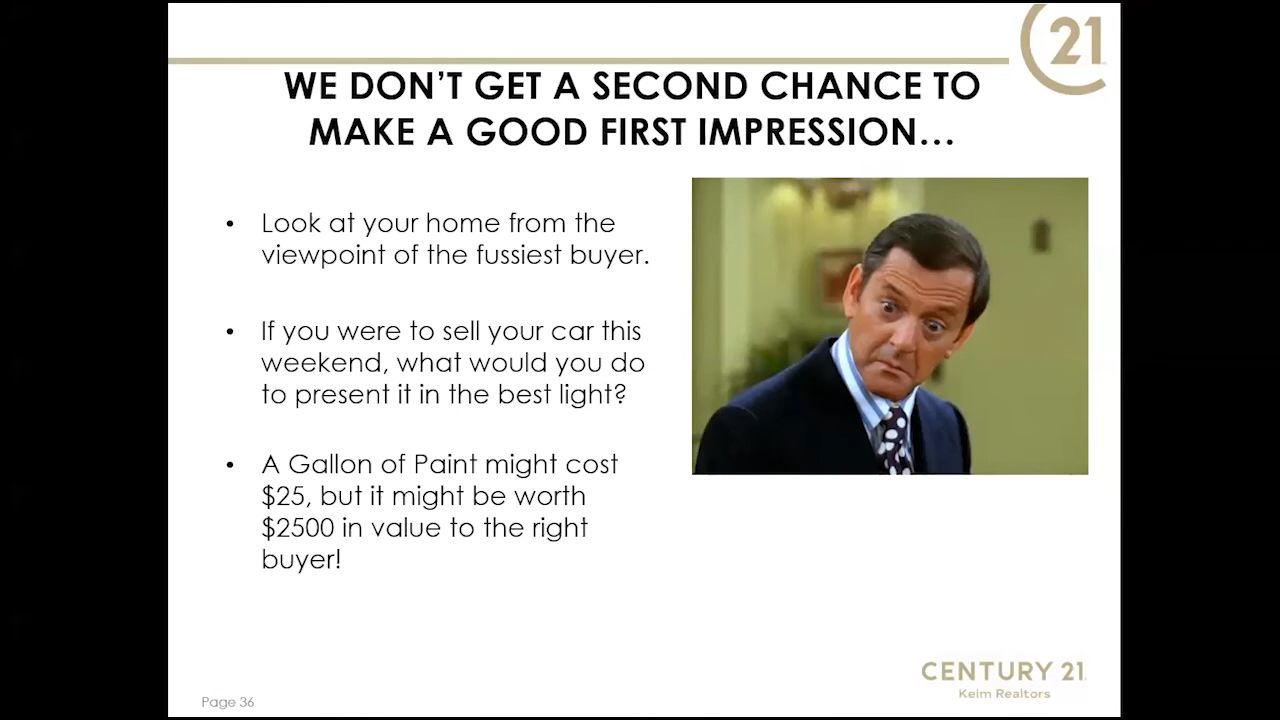 21
WE DON'T GET A SECOND CHANCE TO
MAKE A GOOD FIRST IMPRESSION...
• Look at your home from the
viewpoint of the fussiest buyer.
• If you were to sell your car this
weekend, what would you do
to present it in the best light?
• A Gallon of Paint might cost
$25, but it might be worth
$2500 in value to the right
buyer!
CENTURY 21.
Keim Realtors
Page 36